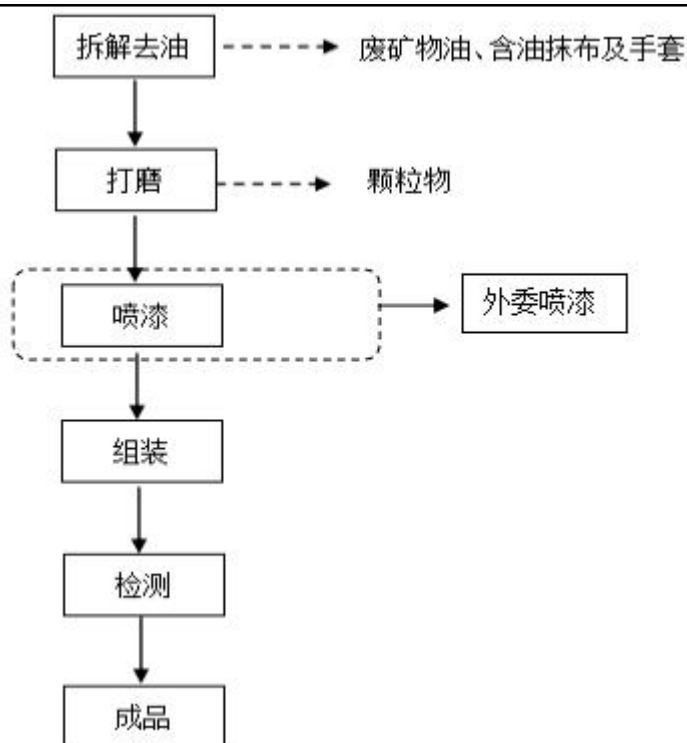 拆解去油
废矿物油、含油抹布及手套
打磨
颗粒物
喷漆
外委喷漆
组装
检测
成品